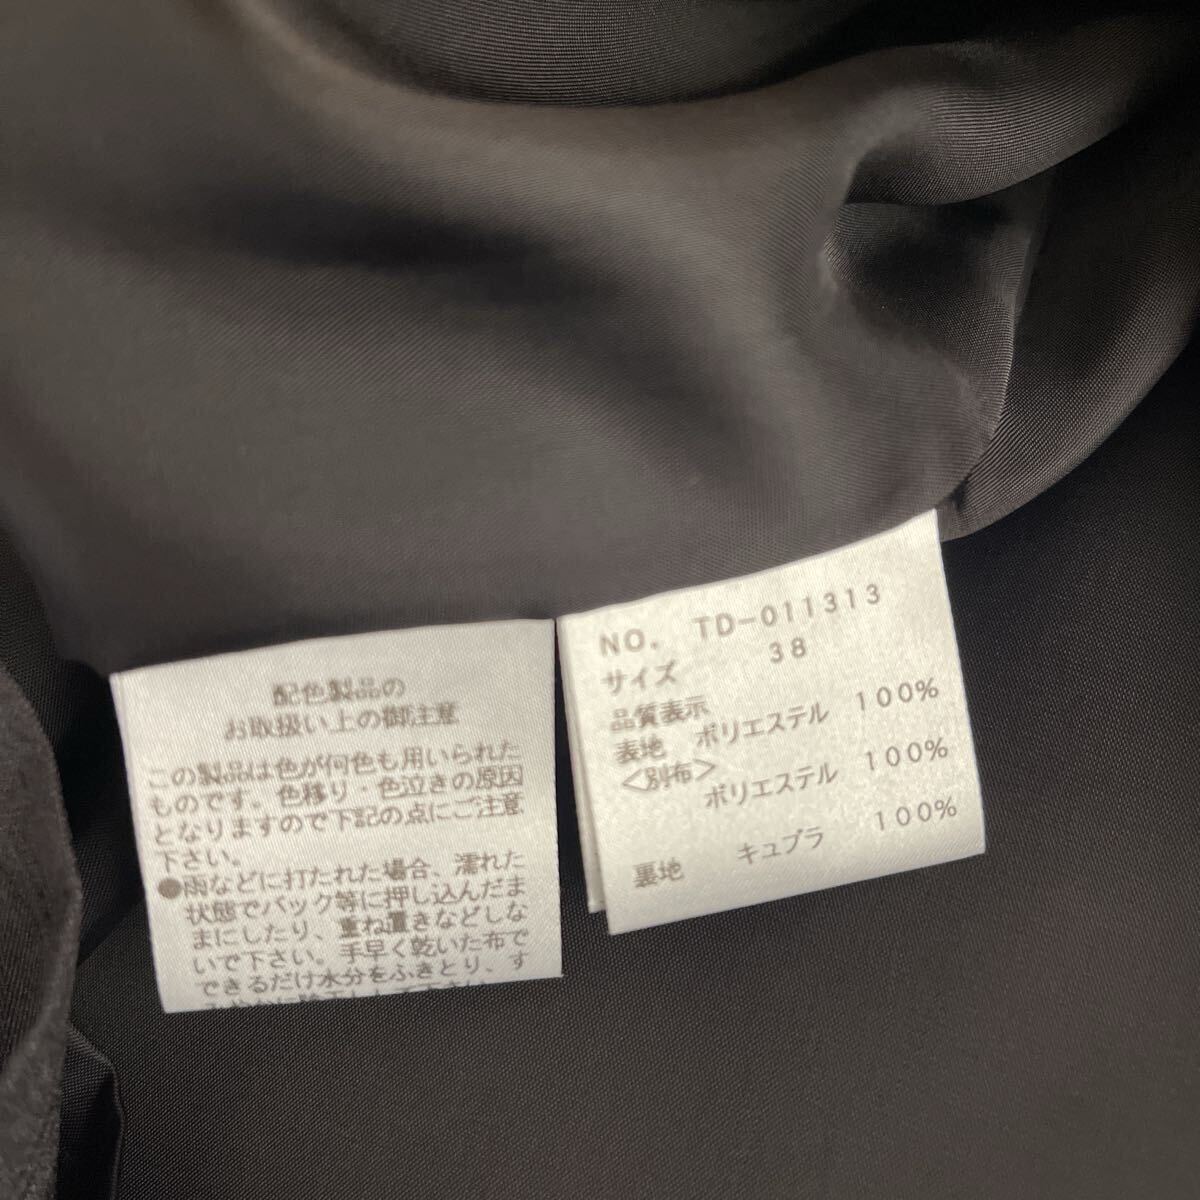 配色製品の
お取扱い上の御注意
この製品は色が何色も用いられた
ものです。色移り・色泣きの原因
となりますので下記の点にご注意
下さい。
●雨などに打たれた場合、濡れた
状態でバック等に押し込んだま
まにしたり、重ね置きなどしな
いで下さい。手早く乾いた布で
できるだけ水分をふきとり、す
NO. TD-011313
サイズ 38
品質表示
表地 ポリエステル 100%
<別布>
ポリエステル 100%
裏地 キュプラ 100%